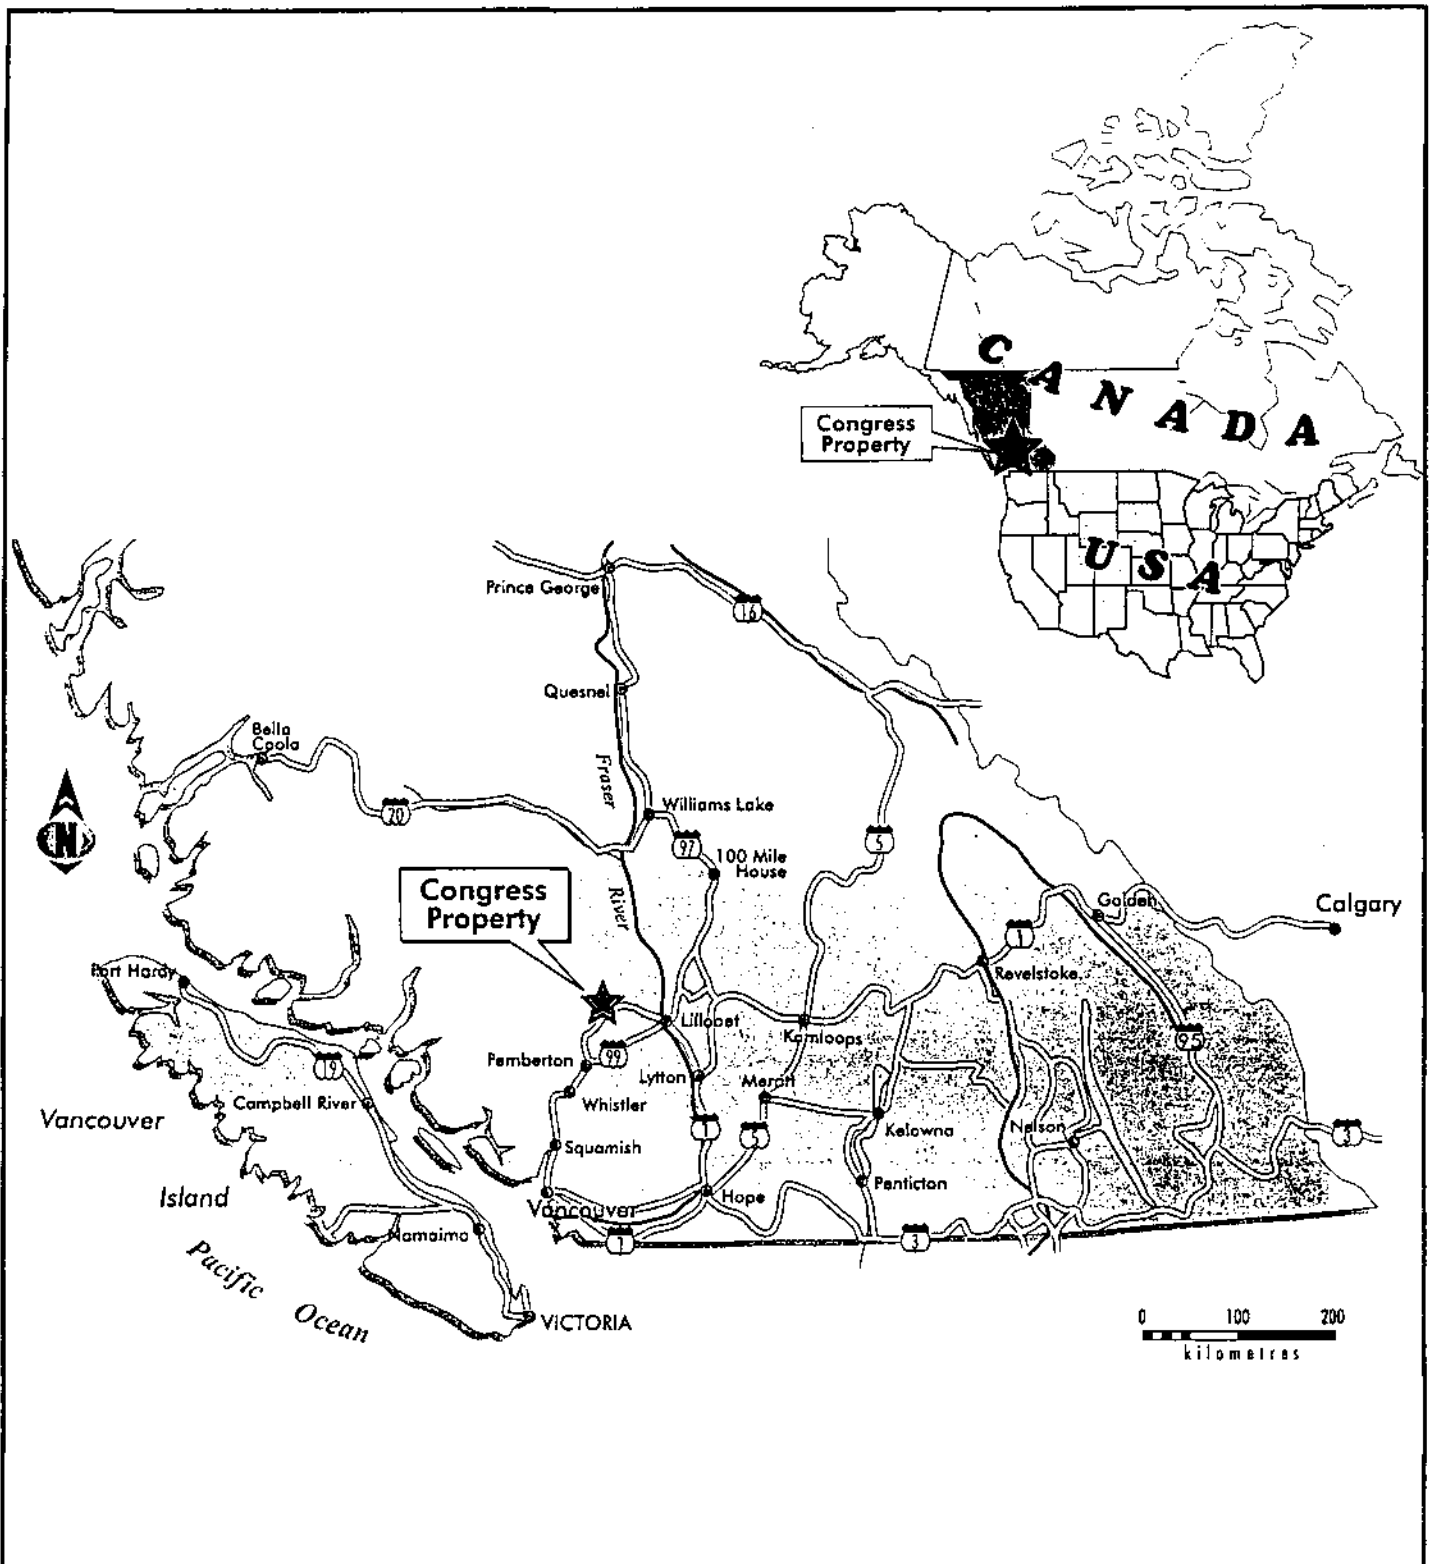 CANADA
Congress
Property
USA
Prince George
16
Quesnel
Bella
Coola
Fraser
20
Williams Lake
97
100 Mile
House
5
N
Congress
Property
River
Golden
Calgary
1
Port Hardy
Revelstoke
Lillooet
Kamloops
95
Pemberton
99
19
Lytton
Merritt
Campbell River
Whistler
Vancouver
1
5
Kelowna
Nelson
3
Squamish
Penticton
Island
Hope
Vancouver
Nanaimo
1
3
Pacific
Ocean
VICTORIA
0 100 200
kilometres